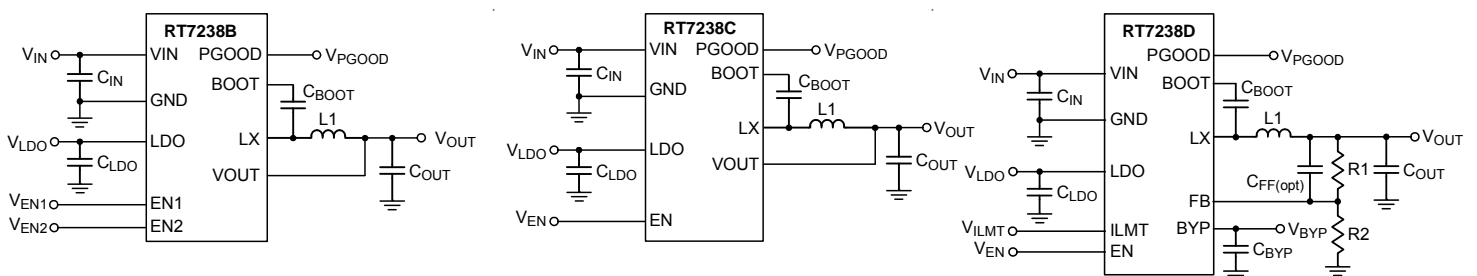 RT7238B
V_IN
VIN
PGOOD
V_PGOOD
C_IN
BOOT
C_BOOT
GND
L1
LX
V_OUT
V_LDO
LDO
C_LDO
VOUT
C_OUT
V_EN1
EN1
V_EN2
EN2
RT7238C
V_IN
VIN
PGOOD
V_PGOOD
C_IN
BOOT
C_BOOT
GND
L1
LX
V_OUT
V_LDO
LDO
C_LDO
VOUT
C_OUT
V_EN
EN
RT7238D
PGOOD
V_PGOOD
V_IN
VIN
BOOT
C_IN
C_BOOT
GND
L1
LX
V_OUT
V_LDO
LDO
C_LDO
C_FF(opt)
R1
C_OUT
FB
V_ILMT
ILMT
BYP
V_BYP
R2
V_EN
EN
C_BYP